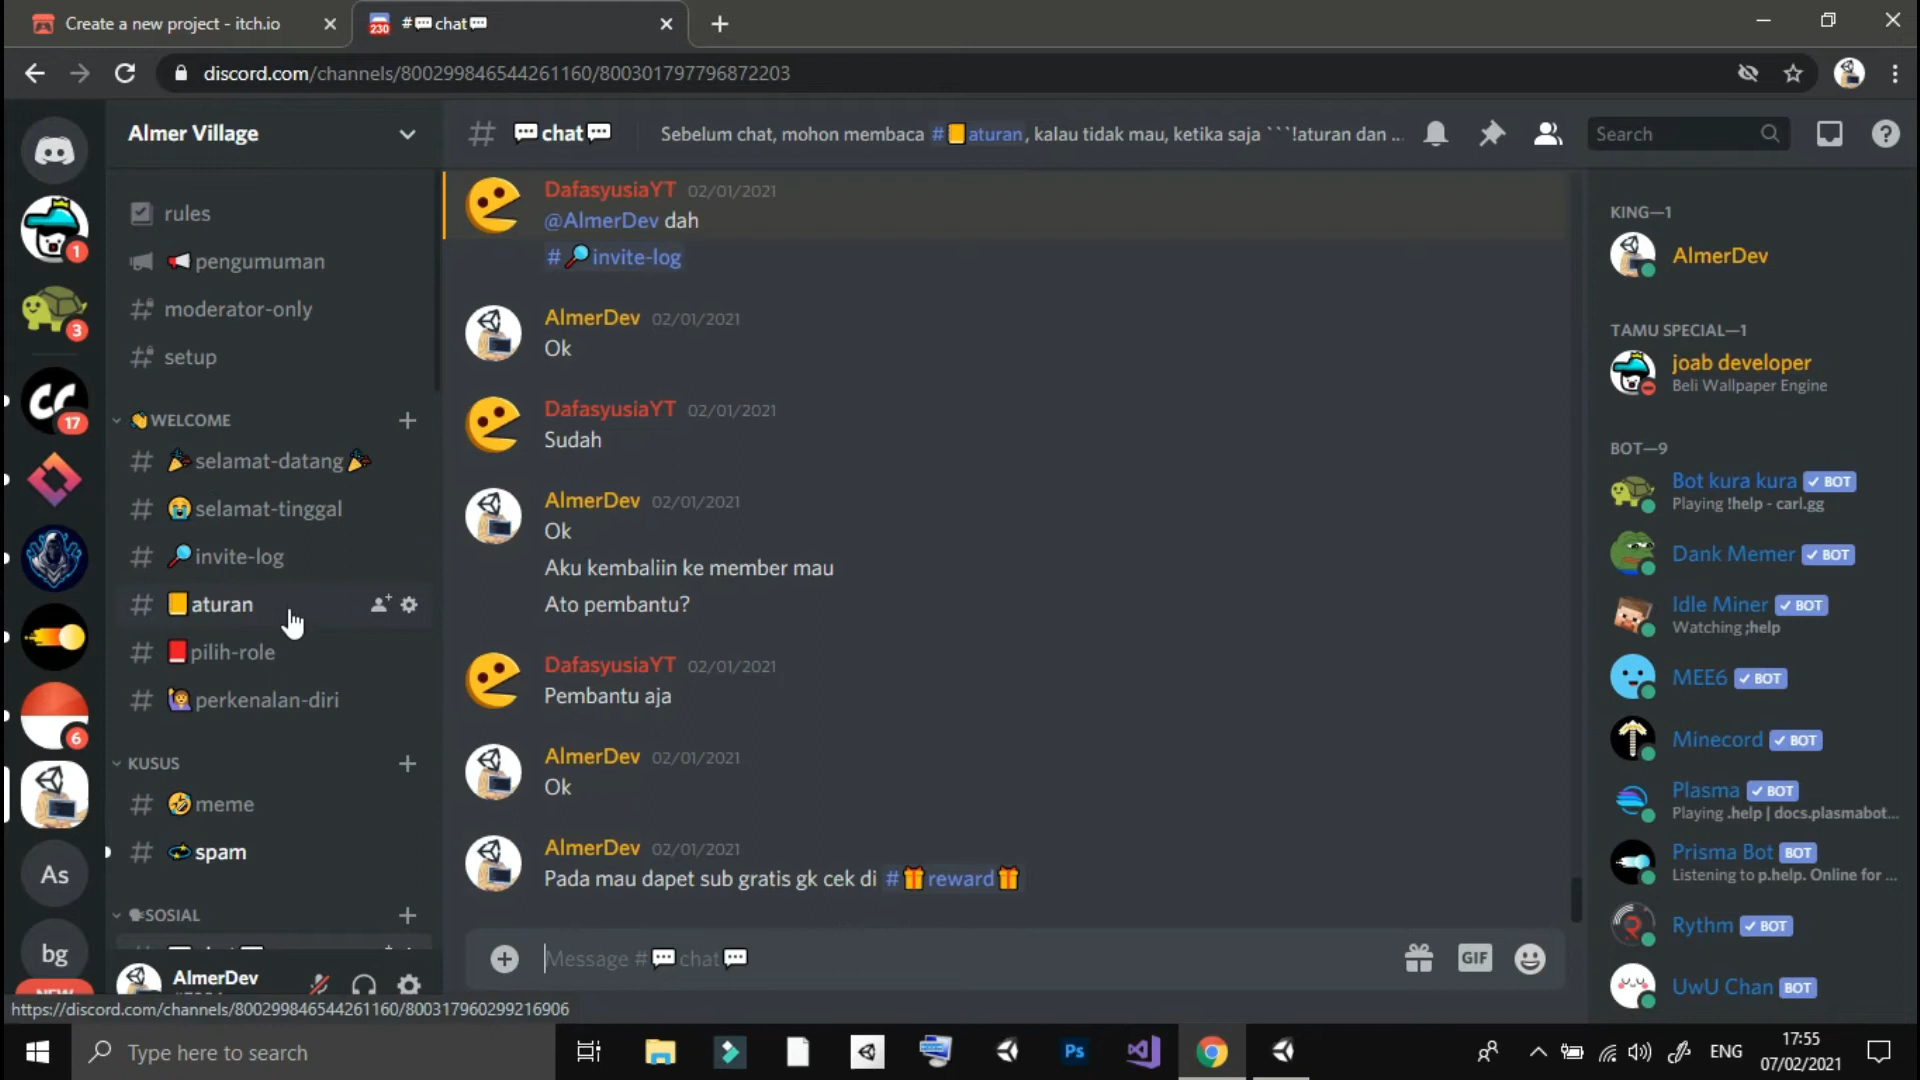 Create a new project - itch.io
230
#💬chat💬
discord.com/channels/800299846544261160/800301797796872203
Almer Village
💬chat💬
Sebelum chat, mohon membaca #📒aturan, kalau tidak mau, ketika saja ```!aturan dan ...
Search
1
3
17
6
As
bg
NEW
rules
📢pengumuman
moderator-only
setup
👏WELCOME
🎉selamat-datang🎉
😭selamat-tinggal
🔎invite-log
📒aturan
📕pilih-role
🙋perkenalan-diri
KUSUS
🤣meme
💫spam
🗣SOSIAL
AlmerDev
DafasyusiaYT 02/01/2021
@AlmerDev dah
#🔎invite-log
AlmerDev 02/01/2021
Ok
DafasyusiaYT 02/01/2021
Sudah
AlmerDev 02/01/2021
Ok
Aku kembaliin ke member mau
Ato pembantu?
DafasyusiaYT 02/01/2021
Pembantu aja
AlmerDev 02/01/2021
Ok
AlmerDev 02/01/2021
Pada mau dapet sub gratis gk cek di #🎁reward🎁
Message #💬chat💬
GIF
KING—1
AlmerDev
TAMU SPECIAL—1
joab developer
Beli Wallpaper Engine
BOT—9
Bot kura kura ✓ BOT
Playing !help - carl.gg
Dank Memer ✓ BOT
Idle Miner ✓ BOT
Watching ;help
MEE6 ✓ BOT
Minecord ✓ BOT
Plasma ✓ BOT
Playing .help | docs.plasmabot...
Prisma Bot BOT
Listening to p.help. Online for ...
Rythm ✓ BOT
UwU Chan BOT
https://discord.com/channels/800299846544261160/800317960299216906
Type here to search
Ps
ENG
17:55
07/02/2021